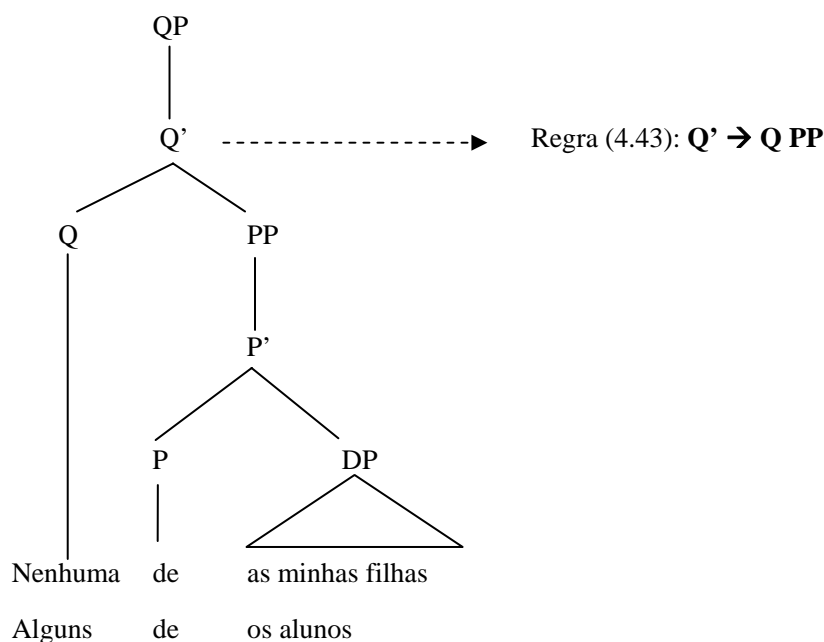 QP
Q’ Regra (4.43): Q’ → Q PP
Q PP
P’
P DP
Nenhuma de as minhas filhas
Alguns de os alunos